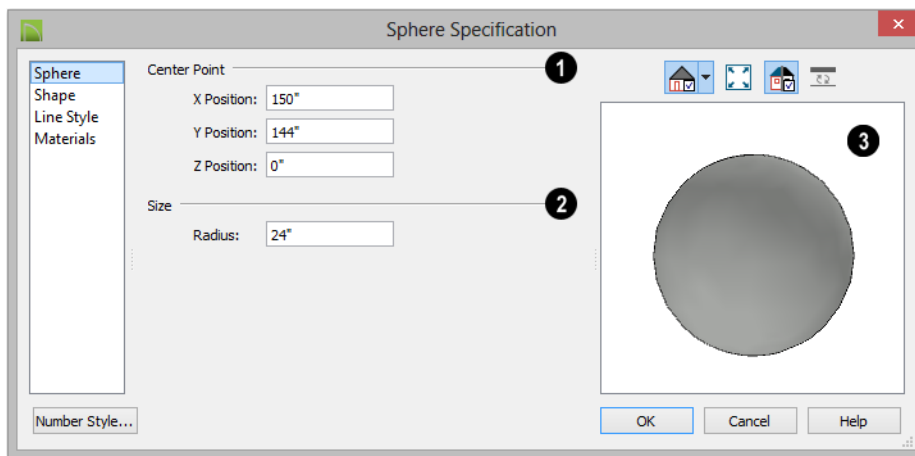 Sphere Specification
Sphere
Shape
Line Style
Materials
Center Point 1
X Position: 150"
Y Position: 144"
Z Position: 0"
Size 2
Radius: 24"
3
Number Style...
OK Cancel Help